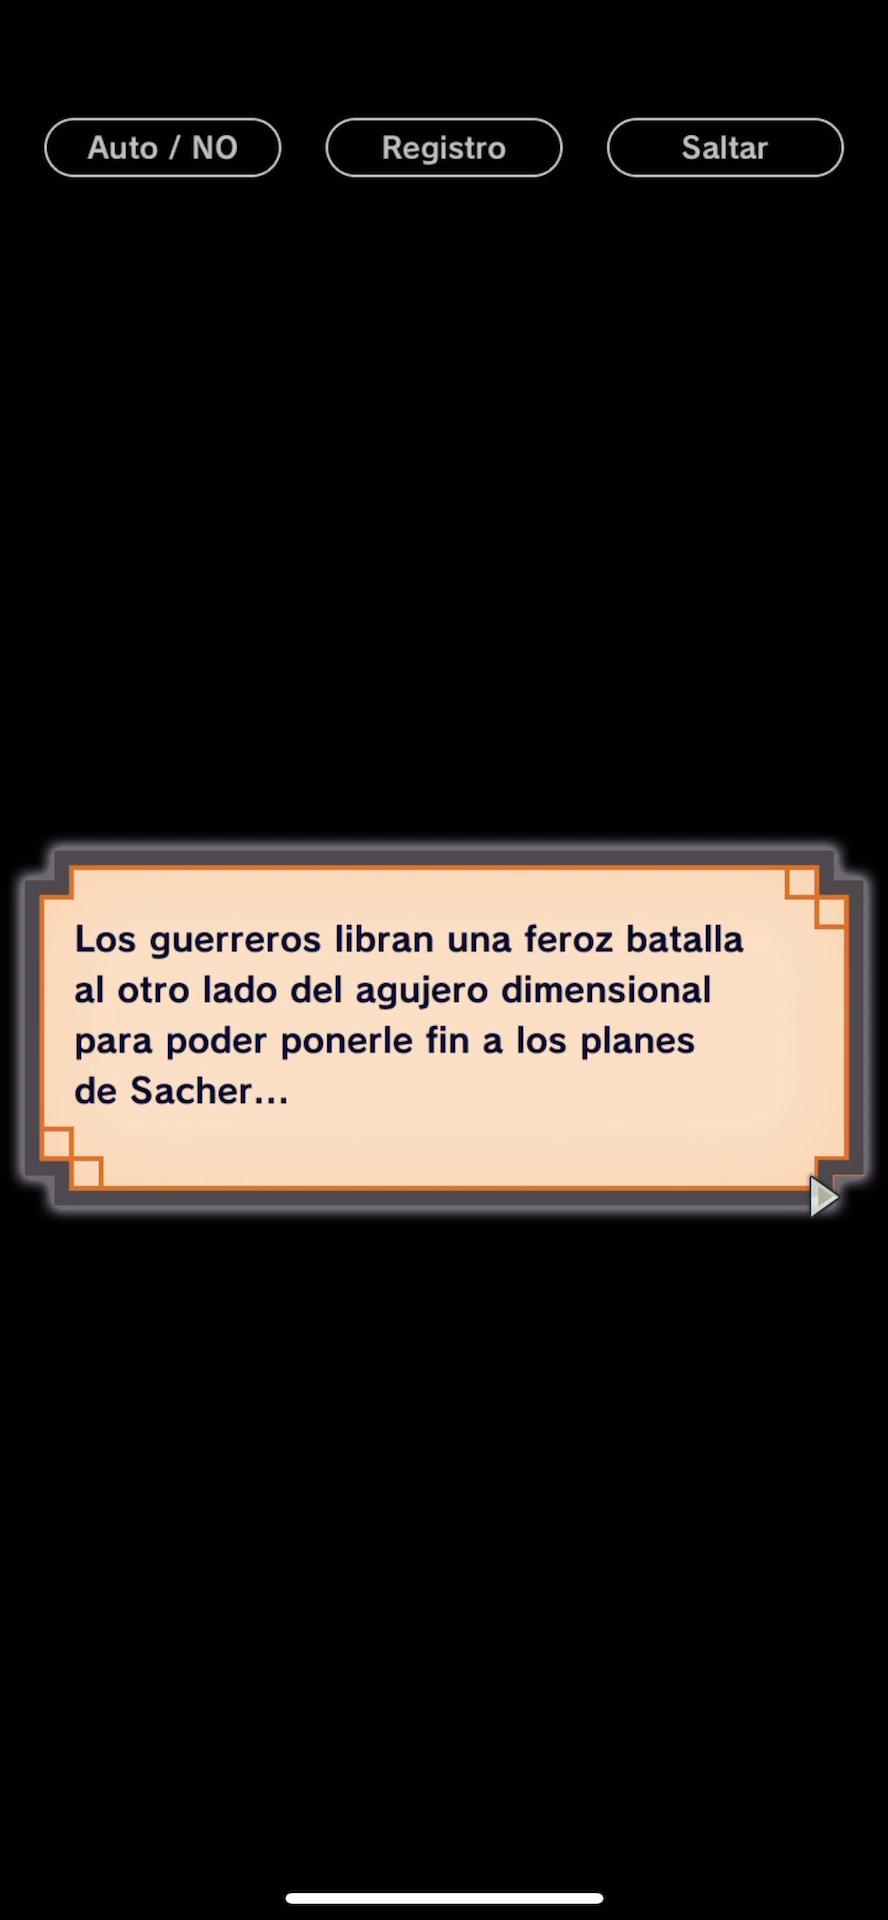 Auto / NO
Registro
Saltar
Los guerreros libran una feroz batalla
al otro lado del agujero dimensional
para poder ponerle fin a los planes
de Sacher...